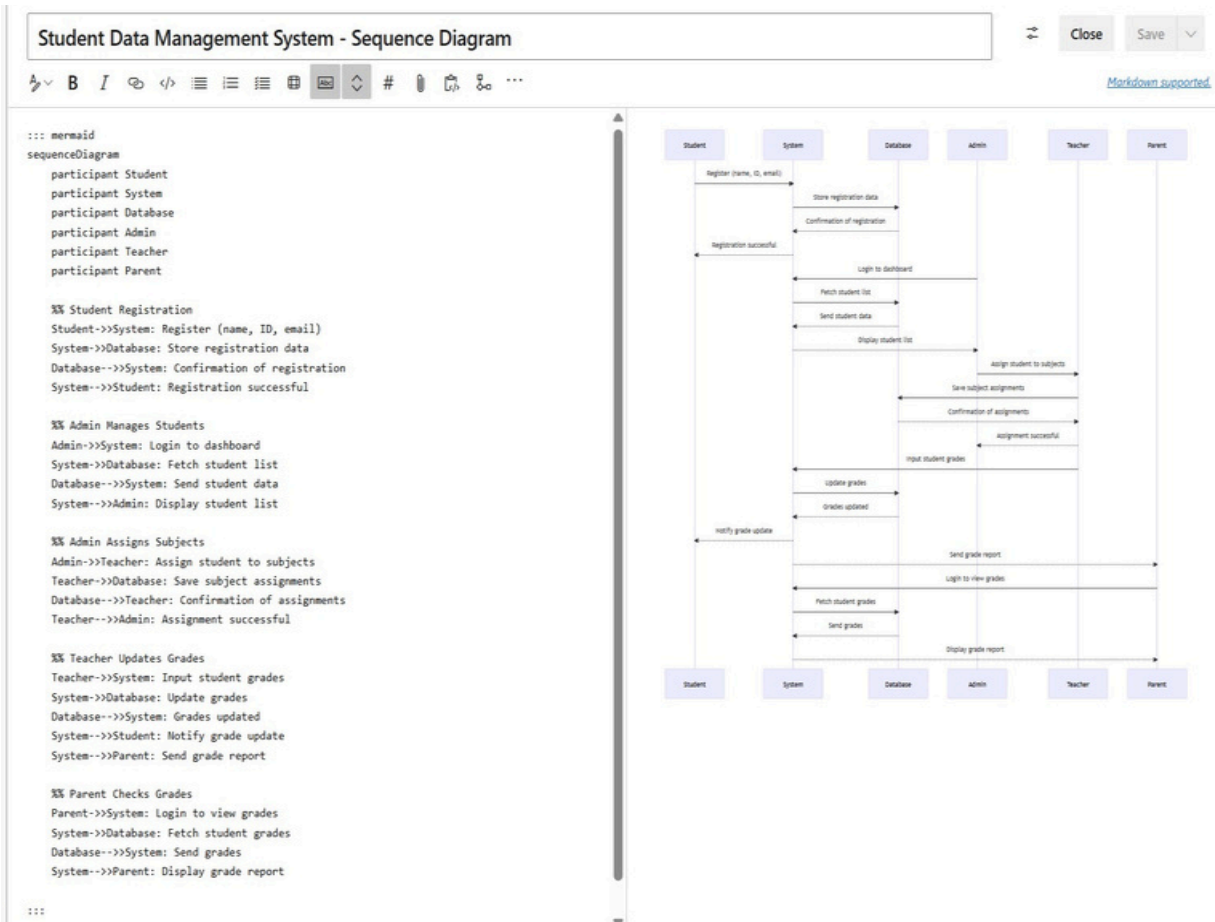 Student Data Management System - Sequence Diagram
Close
Save
B I </> # ...
Markdown supported.
::: mermaid
sequenceDiagram
participant Student
participant System
participant Database
participant Admin
participant Teacher
participant Parent
%% Student Registration
Student->>System: Register (name, ID, email)
System->>Database: Store registration data
Database-->>System: Confirmation of registration
System-->>Student: Registration successful
%% Admin Manages Students
Admin->>System: Login to dashboard
System->>Database: Fetch student list
Database-->>System: Send student data
System-->>Admin: Display student list
%% Admin Assigns Subjects
Admin->>Teacher: Assign student to subjects
Teacher->>Database: Save subject assignments
Database-->>Teacher: Confirmation of assignments
Teacher-->>Admin: Assignment successful
%% Teacher Updates Grades
Teacher->>System: Input student grades
System->>Database: Update grades
Database-->>System: Grades updated
System-->>Student: Notify grade update
System-->>Parent: Send grade report
%% Parent Checks Grades
Parent->>System: Login to view grades
System->>Database: Fetch student grades
Database-->>System: Send grades
System-->>Parent: Display grade report
:::
Student System Database Admin Teacher Parent
Register (name, ID, email)
Store registration data
Confirmation of registration
Registration successful
Login to dashboard
Fetch student list
Send student data
Display student list
Assign student to subjects
Save subject assignments
Confirmation of assignments
Assignment successful
Input student grades
Update grades
Grades updated
Notify grade update
Send grade report
Login to view grades
Fetch student grades
Send grades
Display grade report
Student System Database Admin Teacher Parent